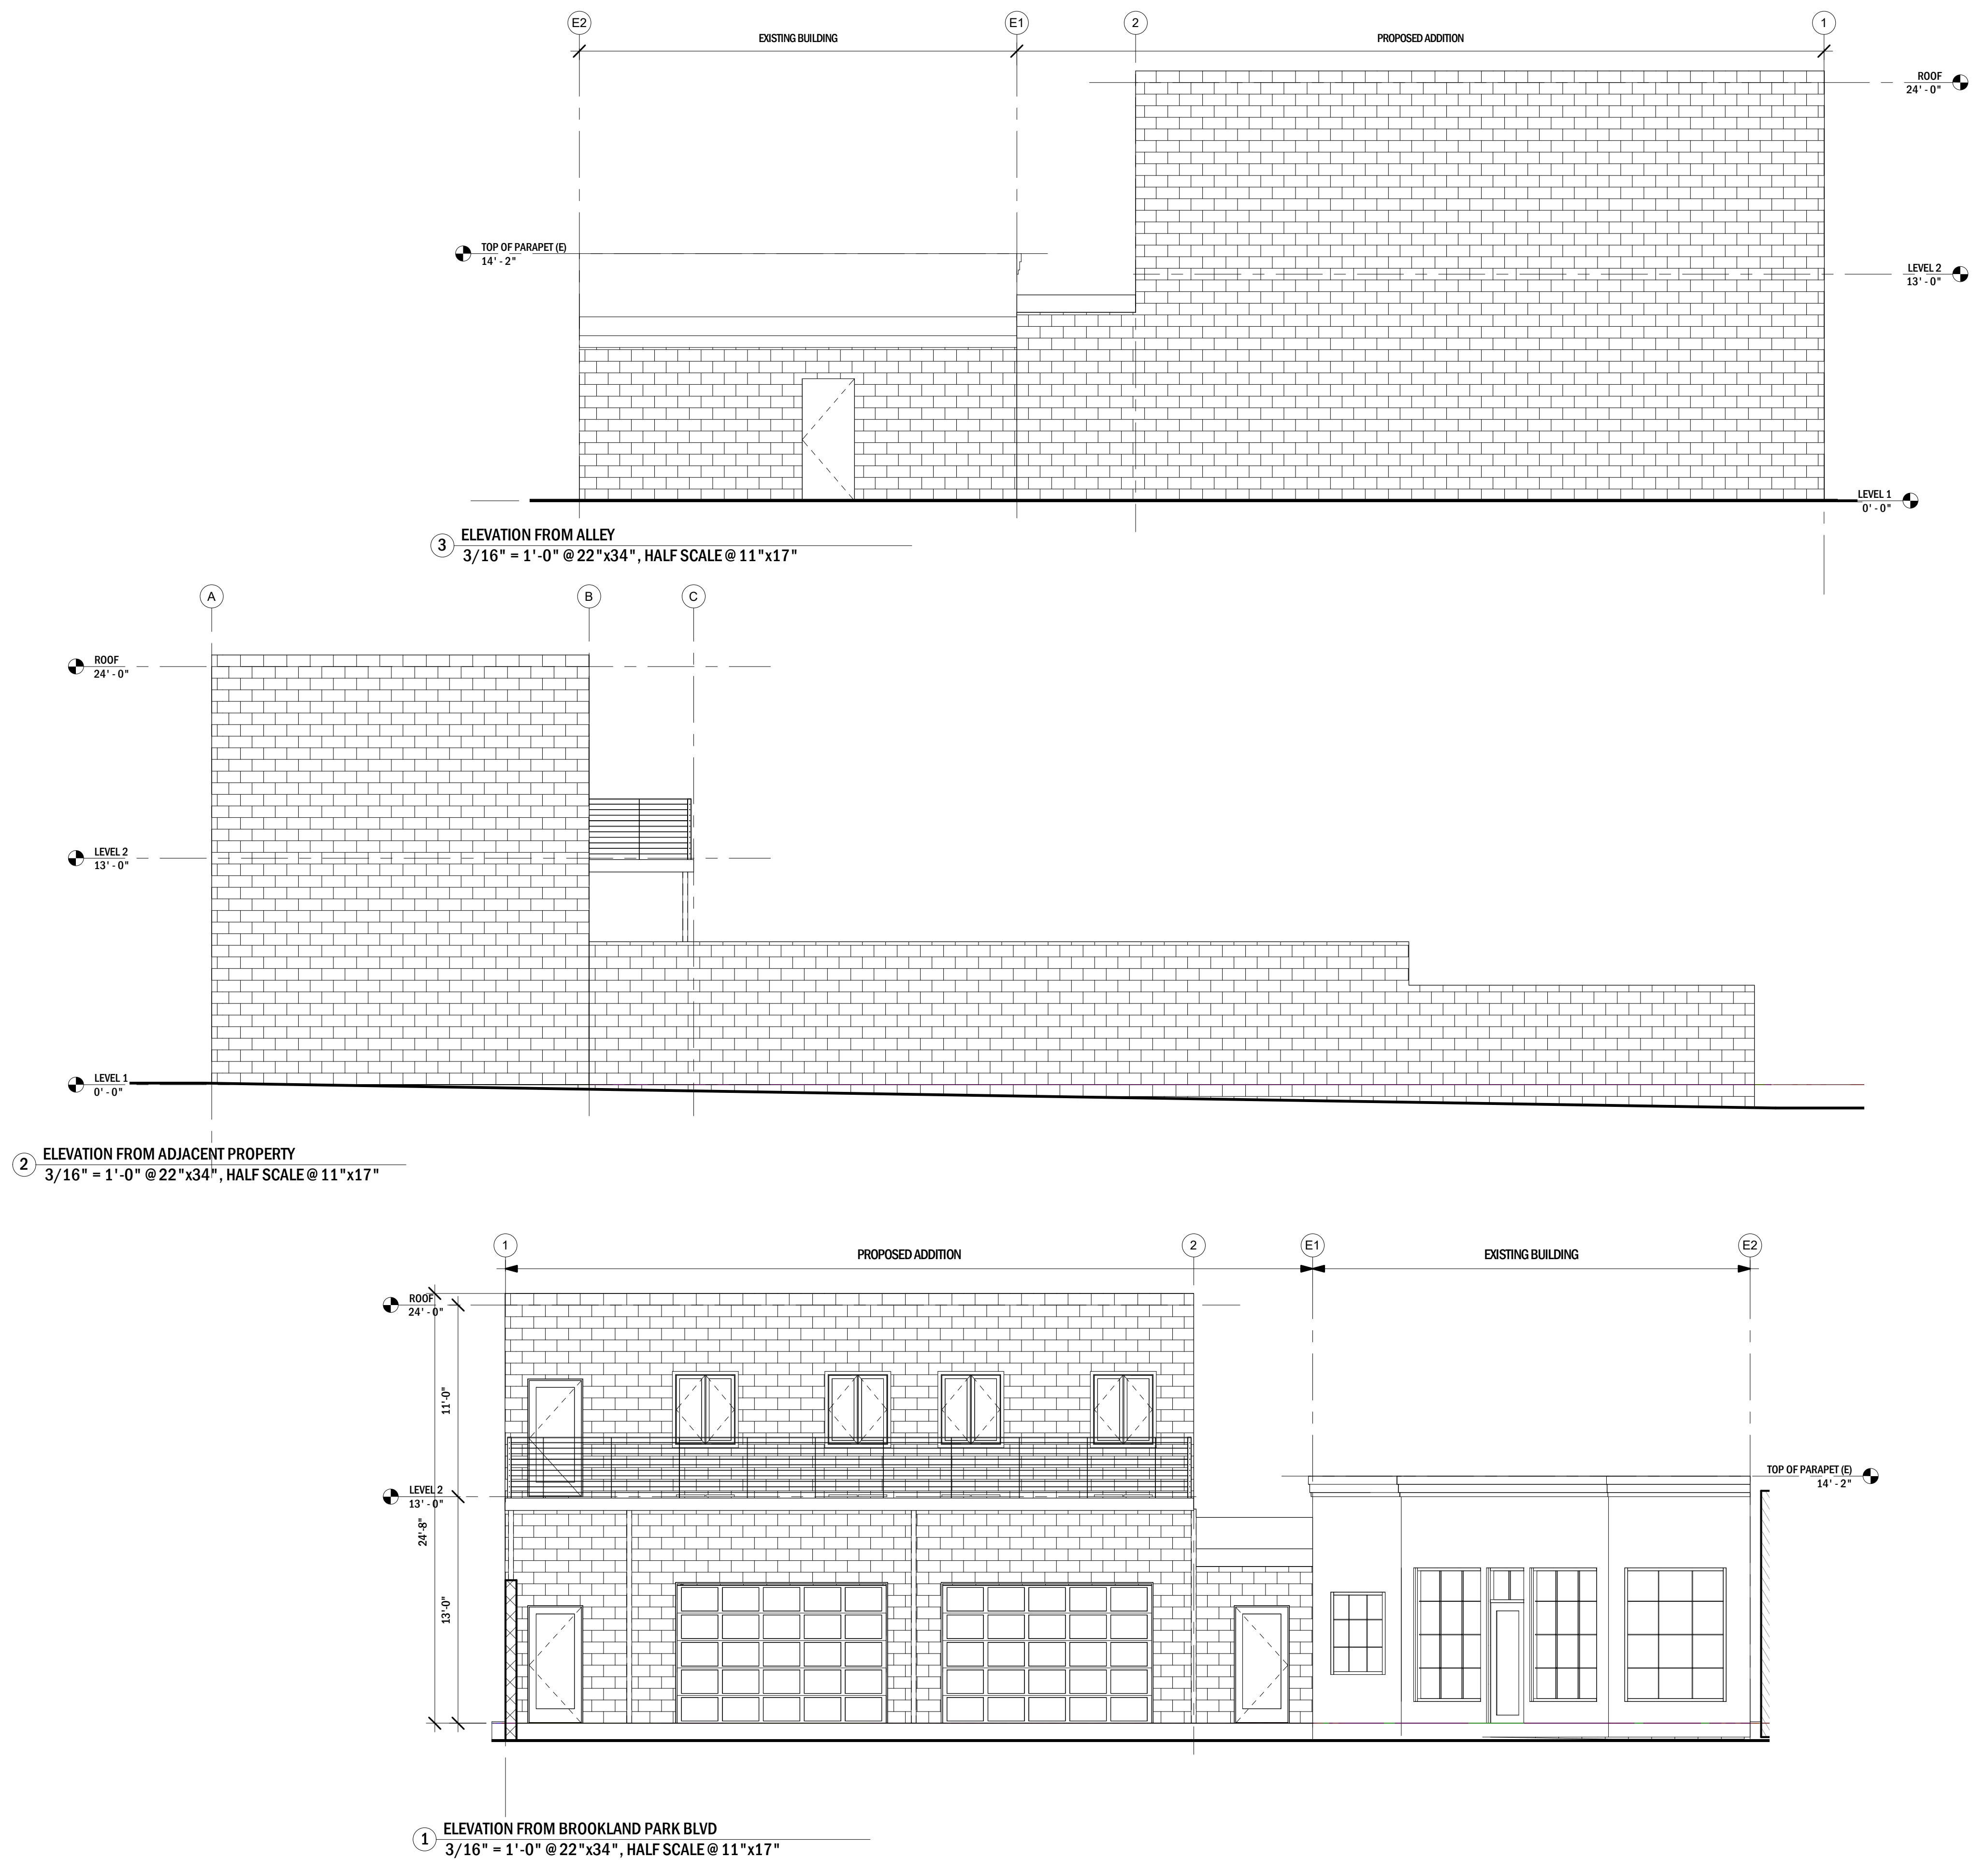 E2
E1
2
1
EXISTING BUILDING
PROPOSED ADDITION
ROOF
24' - 0"
TOP OF PARAPET (E)
14' - 2"
LEVEL 2
13' - 0"
LEVEL 1
0' - 0"
3
ELEVATION FROM ALLEY
3/16" = 1'-0" @ 22"x34", HALF SCALE @ 11"x17"
A
B
C
ROOF
24' - 0"
LEVEL 2
13' - 0"
LEVEL 1
0' - 0"
2
ELEVATION FROM ADJACENT PROPERTY
3/16" = 1'-0" @ 22"x34", HALF SCALE @ 11"x17"
1
2
E1
E2
PROPOSED ADDITION
EXISTING BUILDING
ROOF
24' - 0"
11'-0"
TOP OF PARAPET (E)
14' - 2"
LEVEL 2
13' - 0"
24'-8"
13'-0"
1
ELEVATION FROM BROOKLAND PARK BLVD
3/16" = 1'-0" @ 22"x34", HALF SCALE @ 11"x17"